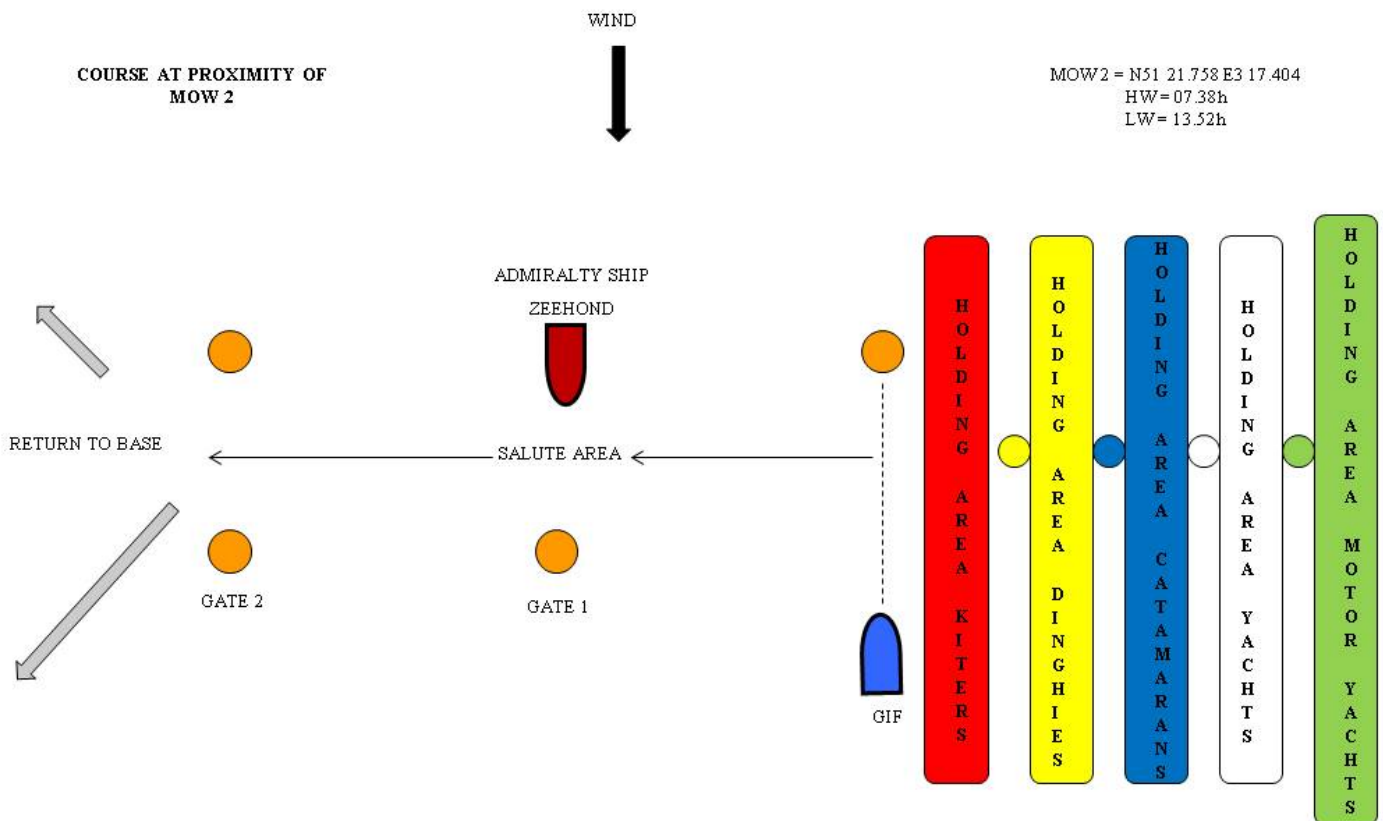 WIND
COURSE AT PROXIMITY OF
MOW 2
MOW 2 = N51 21.758 E3 17.404
HW = 07.38h
LW = 13.52h
ADMIRALTY SHIP
ZEEHOND
RETURN TO BASE
SALUTE AREA
GATE 2
GATE 1
GIF
HOLDING AREA KITERS
HOLDING AREA DINGHIES
HOLDING AREA CATAMARANS
HOLDING AREA YACHTS
HOLDING AREA MOTOR YACHTS